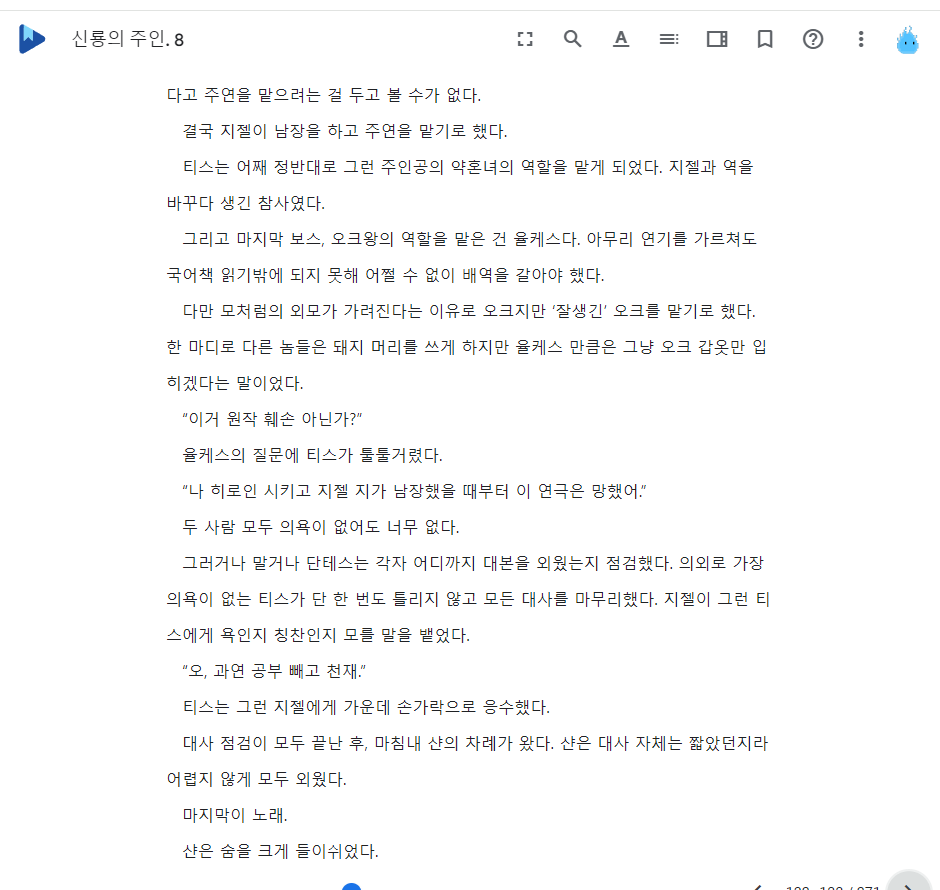 신룡의 주인. 8
다고 주연을 맡으려는 걸 두고 볼 수가 없다.
결국 지젤이 남장을 하고 주연을 맡기로 했다.
티스는 어째 정반대로 그런 주인공의 약혼녀의 역할을 맡게 되었다. 지젤과 역을
바꾸다 생긴 참사였다.
그리고 마지막 보스, 오크왕의 역할을 맡은 건 율케스다. 아무리 연기를 가르쳐도
국어책 읽기밖에 되지 못해 어쩔 수 없이 배역을 갈아야 했다.
다만 모처럼의 외모가 가려진다는 이유로 오크지만 ‘잘생긴’ 오크를 맡기로 했다.
한 마디로 다른 놈들은 돼지 머리를 쓰게 하지만 율케스 만큼은 그냥 오크 갑옷만 입
히겠다는 말이었다.
“이거 원작 훼손 아닌가?”
율케스의 질문에 티스가 툴툴거렸다.
“나 히로인 시키고 지젤 지가 남장했을 때부터 이 연극은 망했어.”
두 사람 모두 의욕이 없어도 너무 없다.
그러거나 말거나 단테스는 각자 어디까지 대본을 외웠는지 점검했다. 의외로 가장
의욕이 없는 티스가 단 한 번도 틀리지 않고 모든 대사를 마무리했다. 지젤이 그런 티
스에게 욕인지 칭찬인지 모를 말을 뱉었다.
“오, 과연 공부 빼고 천재.”
티스는 그런 지젤에게 가운데 손가락으로 응수했다.
대사 점검이 모두 끝난 후, 마침내 샨의 차례가 왔다. 샨은 대사 자체는 짧았던지라
어렵지 않게 모두 외웠다.
마지막이 노래.
샨은 숨을 크게 들이쉬었다.